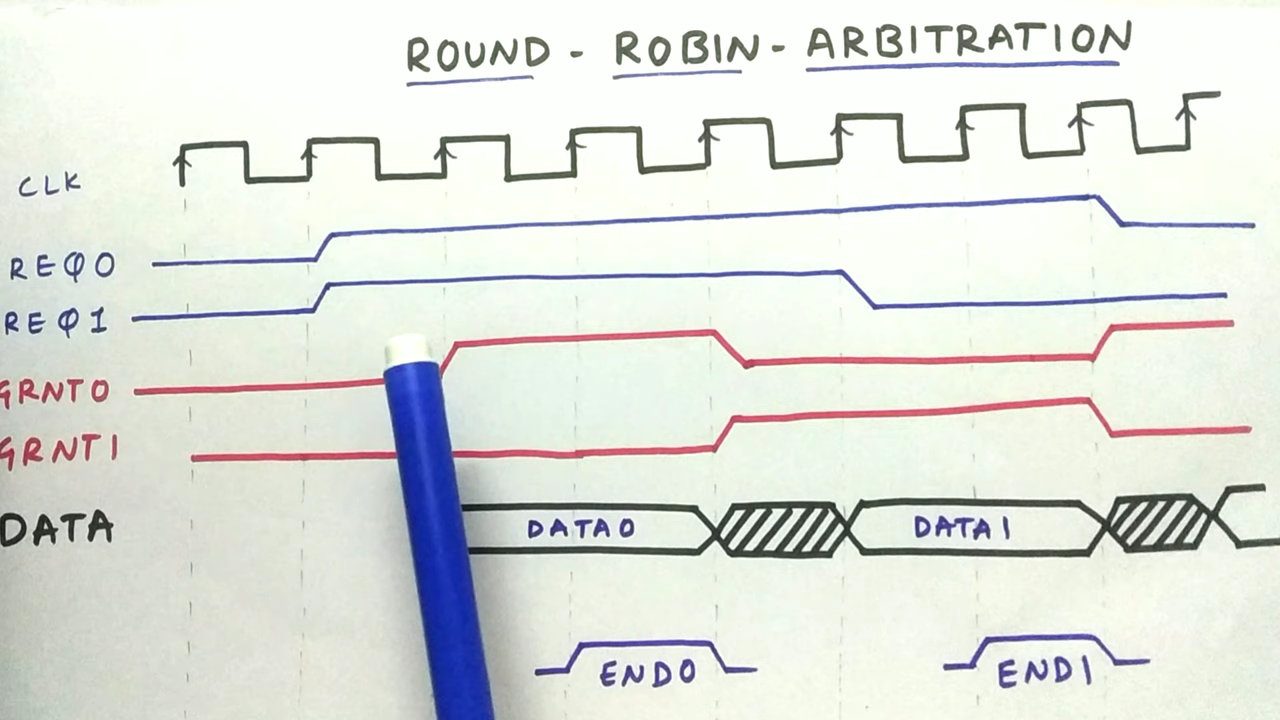 ROUND - ROBIN - ARBITRATION
CLK
REQ0
REQ1
GRNT0
GRNT1
DATA DATA0 DATA1
END0 END1